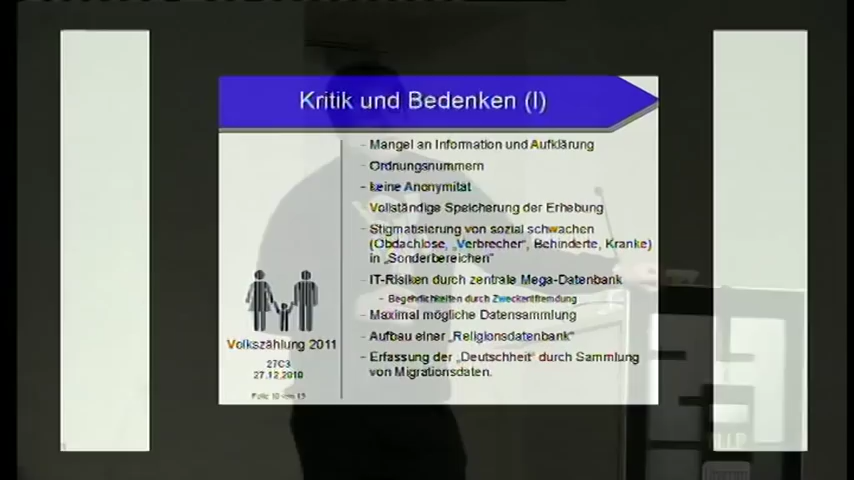 Kritik und Bedenken (I)
– Mangel an Information und Aufklärung
– Ordnungsnummern
– keine Anonymität
Vollständige Speicherung der Erhebung
– Stigmatisierung von sozial schwachen
(Obdachlose, „Verbrecher“, Behinderte, Kranke)
in „Sonderbereichen“
– IT-Risiken durch zentrale Mega-Datenbank
– Begehrlichkeiten durch Zweckentfremdung
– Maximal mögliche Datensammlung
– Aufbau einer „Religionsdatenbank“
– Erfassung der „Deutschheit“ durch Sammlung
von Migrationsdaten.
Volkszählung 2011
27C3
27.12.2010
Folie 10 von 15